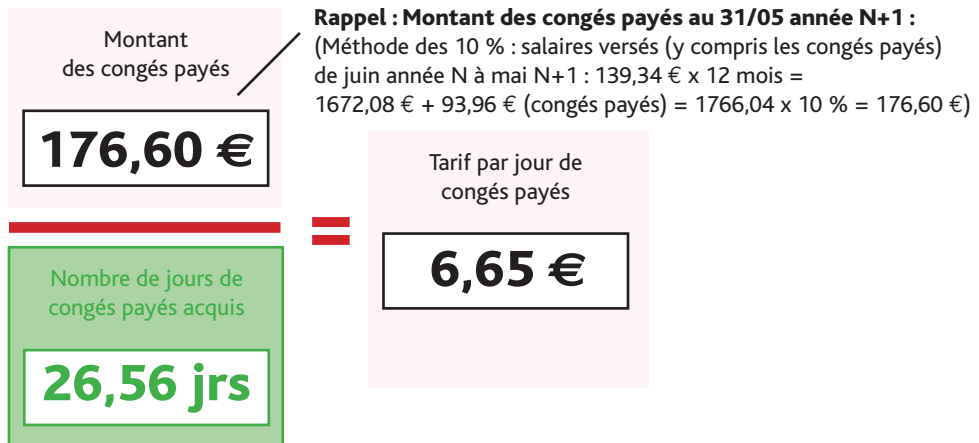 Montant
des congés payés
176,60 €
Rappel : Montant des congés payés au 31/05 année N+1 :
(Méthode des 10 % : salaires versés (y compris les congés payés)
de juin année N à mai N+1 : 139,34 € x 12 mois =
1672,08 € + 93,96 € (congés payés) = 1766,04 x 10 % = 176,60 €)
Nombre de jours de
congés payés acquis
26,56 jrs
=
Tarif par jour de
congés payés
6,65 €